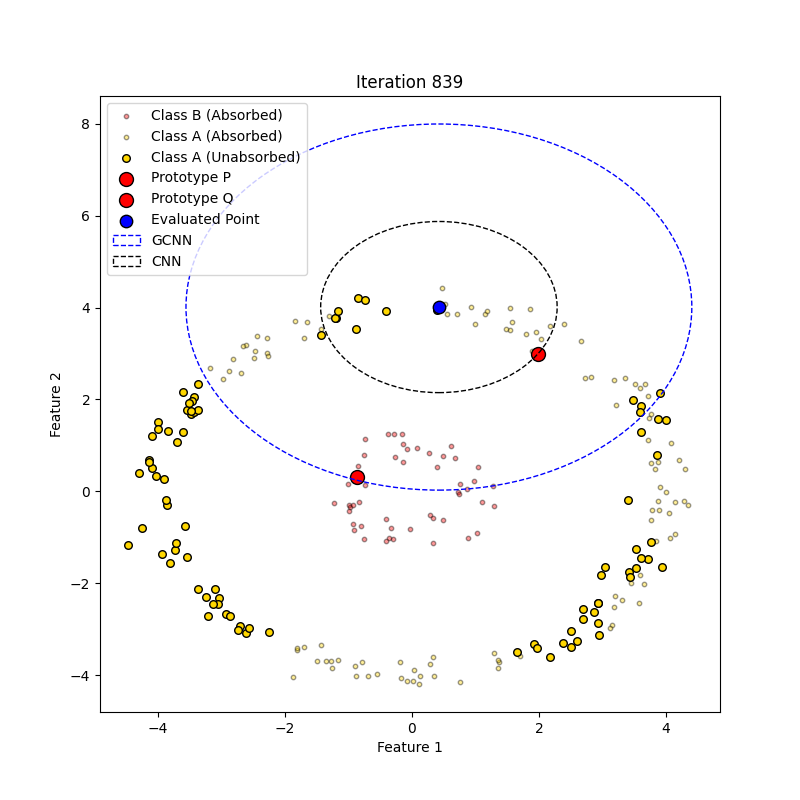 Iteration 839
Class B (Absorbed)
Class A (Absorbed)
Class A (Unabsorbed)
Prototype P
Prototype Q
Evaluated Point
GCNN
CNN
8
6
4
2
0
−2
−4
Feature 2
−4 −2 0 2 4
Feature 1